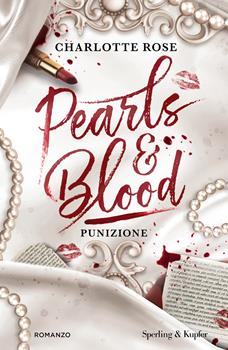 CHARLOTTE ROSE
Pearls
&
Blood
PUNIZIONE
ROMANZO
Sperling & Kupfer